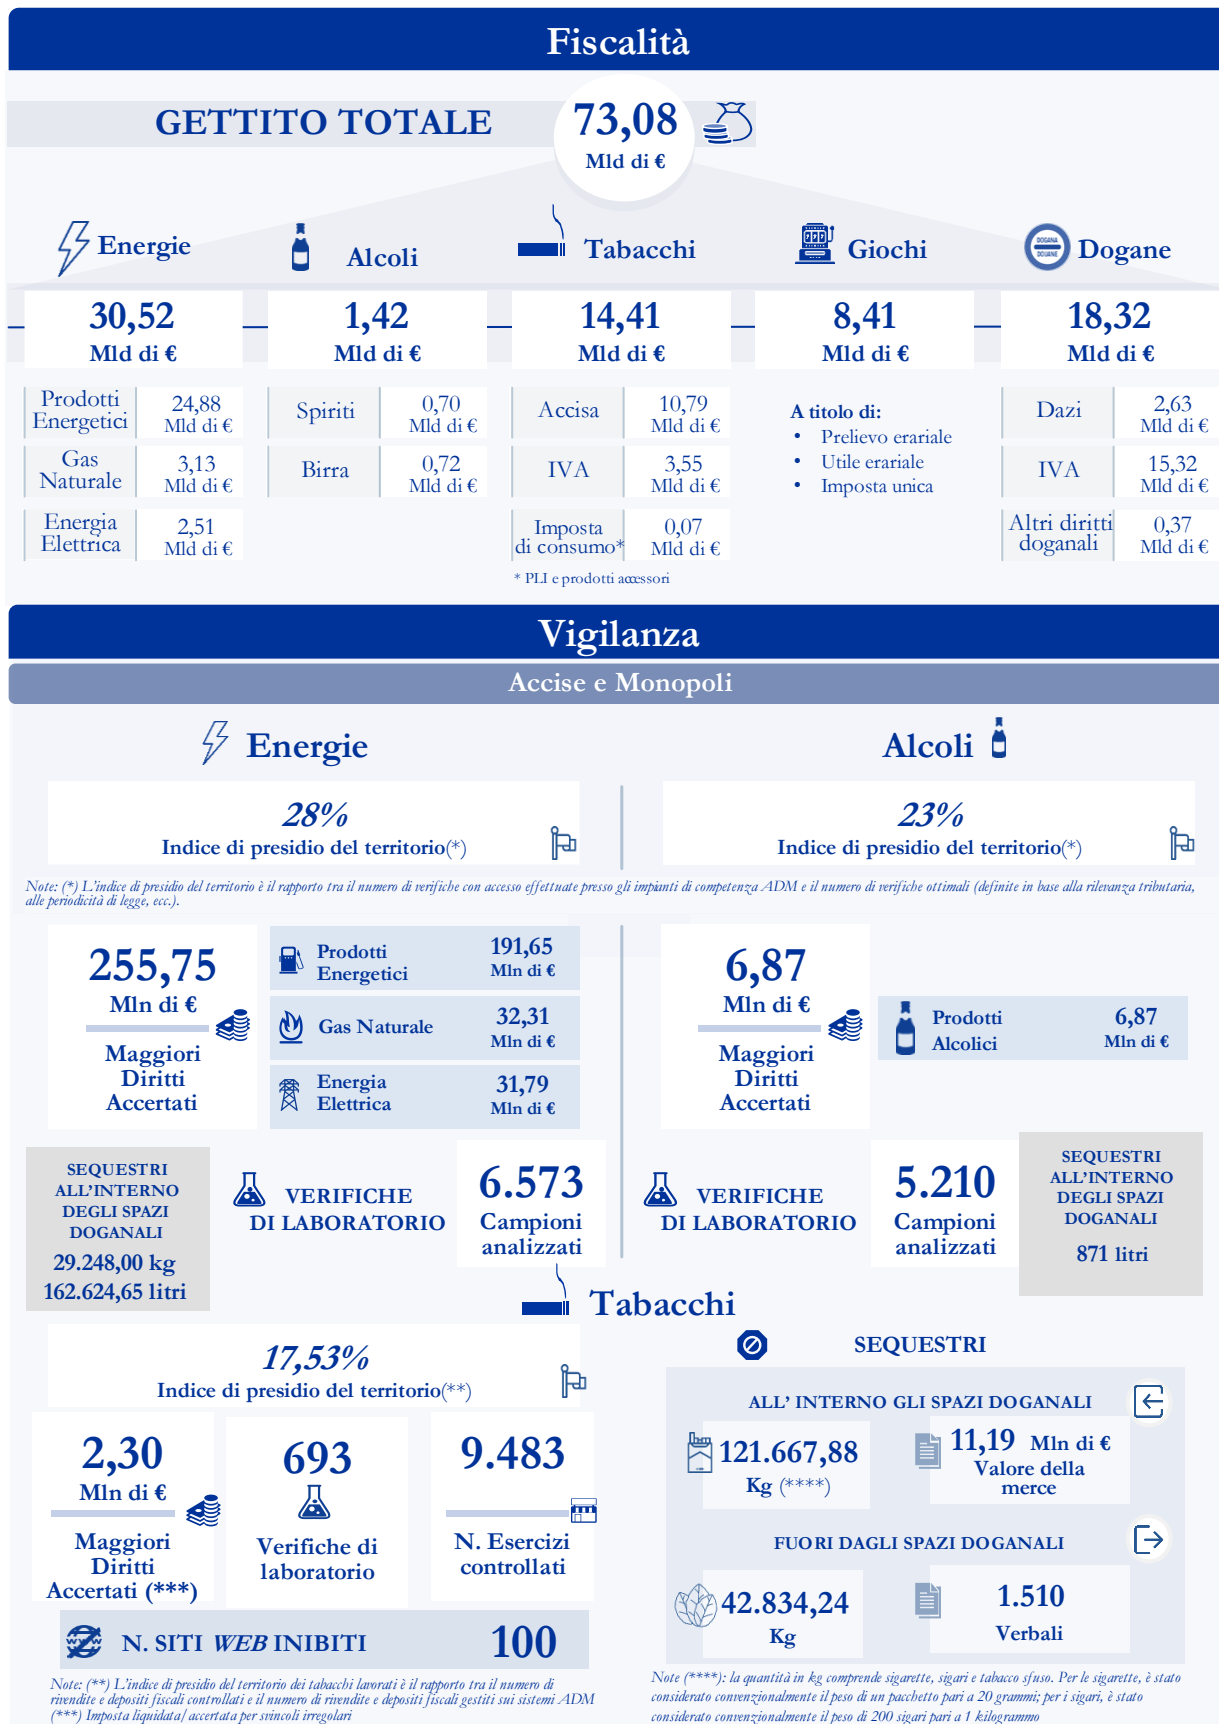 Fiscalità
GETTITO TOTALE
73,08
Mld di €
Energie
Alcoli
Tabacchi
Giochi
DOGANA
DOUANE
Dogane
30,52
Mld di €
1,42
Mld di €
14,41
Mld di €
8,41
Mld di €
18,32
Mld di €
Prodotti
Energetici
24,88
Mld di €
Gas
Naturale
3,13
Mld di €
Energia
Elettrica
2,51
Mld di €
Spiriti
0,70
Mld di €
Birra
0,72
Mld di €
Accisa
10,79
Mld di €
IVA
3,55
Mld di €
Imposta
di consumo*
0,07
Mld di €
* PLI e prodotti accessori
A titolo di:
• Prelievo erariale
• Utile erariale
• Imposta unica
Dazi
2,63
Mld di €
IVA
15,32
Mld di €
Altri diritti
doganali
0,37
Mld di €
Vigilanza
Accise e Monopoli
Energie
Alcoli
28%
Indice di presidio del territorio(*)
23%
Indice di presidio del territorio(*)
Note: (*) L'indice di presidio del territorio è il rapporto tra il numero di verifiche con accesso effettuate presso gli impianti di competenza ADM e il numero di verifiche ottimali (definite in base alla rilevanza tributaria,
alle periodicità di legge, ecc.).
255,75
Mln di €
Maggiori
Diritti
Accertati
Prodotti
Energetici
191,65
Mln di €
Gas Naturale
32,31
Mln di €
Energia
Elettrica
31,79
Mln di €
6,87
Mln di €
Maggiori
Diritti
Accertati
Prodotti
Alcolici
6,87
Mln di €
SEQUESTRI
ALL'INTERNO
DEGLI SPAZI
DOGANALI
29.248,00 kg
162.624,65 litri
VERIFICHE
DI LABORATORIO
6.573
Campioni
analizzati
VERIFICHE
DI LABORATORIO
5.210
Campioni
analizzati
SEQUESTRI
ALL'INTERNO
DEGLI SPAZI
DOGANALI
871 litri
Tabacchi
17,53%
Indice di presidio del territorio(**)
2,30
Mln di €
Maggiori
Diritti
Accertati (***)
693
Verifiche di
laboratorio
9.483
N. Esercizi
controllati
N. SITI WEB INIBITI
100
Note: (**) L'indice di presidio del territorio dei tabacchi lavorati è il rapporto tra il numero di
rivendite e depositi fiscali controllati e il numero di rivendite e depositi fiscali gestiti sui sistemi ADM
(***) Imposta liquidata/accertata per svincoli irregolari
SEQUESTRI
ALL' INTERNO GLI SPAZI DOGANALI
121.667,88
Kg (****)
11,19 Mln di €
Valore della
merce
FUORI DAGLI SPAZI DOGANALI
42.834,24
Kg
1.510
Verbali
Note (****): la quantità in kg comprende sigarette, sigari e tabacco sfuso. Per le sigarette, è stato
considerato convenzionalmente il peso di un pacchetto pari a 20 grammi; per i sigari, è stato
considerato convenzionalmente il peso di 200 sigari pari a 1 kilogrammo